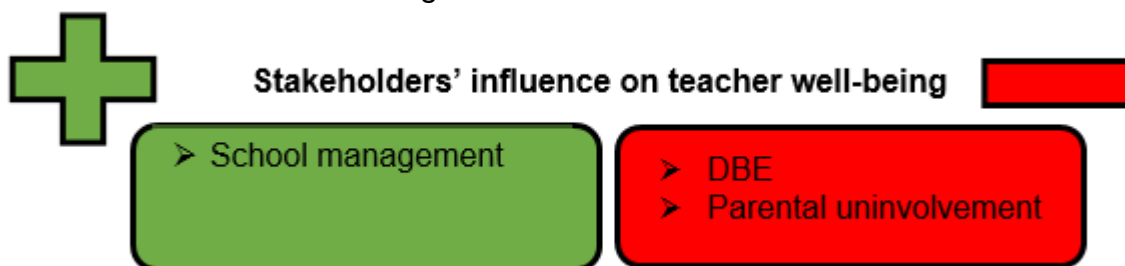 Stakeholders’ influence on teacher well-being
➢ School management
➢ DBE
➢ Parental uninvolvement